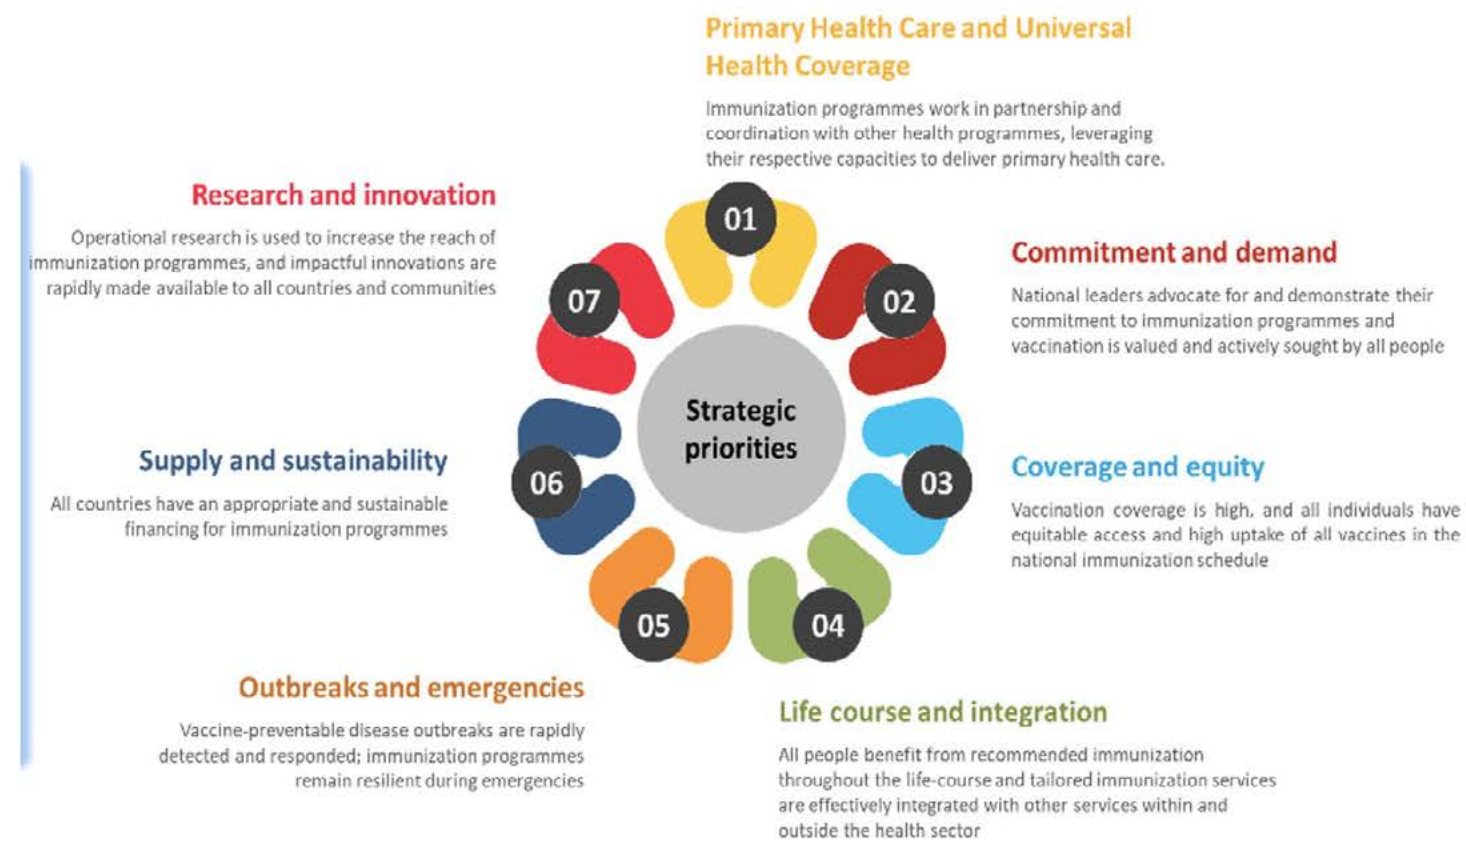 Primary Health Care and Universal
Health Coverage
Immunization programmes work in partnership and
coordination with other health programmes, leveraging
their respective capacities to deliver primary health care.
01
Commitment and demand
National leaders advocate for and demonstrate their
commitment to immunization programmes and
vaccination is valued and actively sought by all people
02
Coverage and equity
Vaccination coverage is high, and all individuals have
equitable access and high uptake of all vaccines in the
national immunization schedule
03
Life course and integration
All people benefit from recommended immunization
throughout the life-course and tailored immunization services
are effectively integrated with other services within and
outside the health sector
04
Outbreaks and emergencies
Vaccine-preventable disease outbreaks are rapidly
detected and responded; immunization programmes
remain resilient during emergencies
05
Supply and sustainability
All countries have an appropriate and sustainable
financing for immunization programmes
06
Research and innovation
Operational research is used to increase the reach of
immunization programmes, and impactful innovations are
rapidly made available to all countries and communities
07
Strategic
priorities